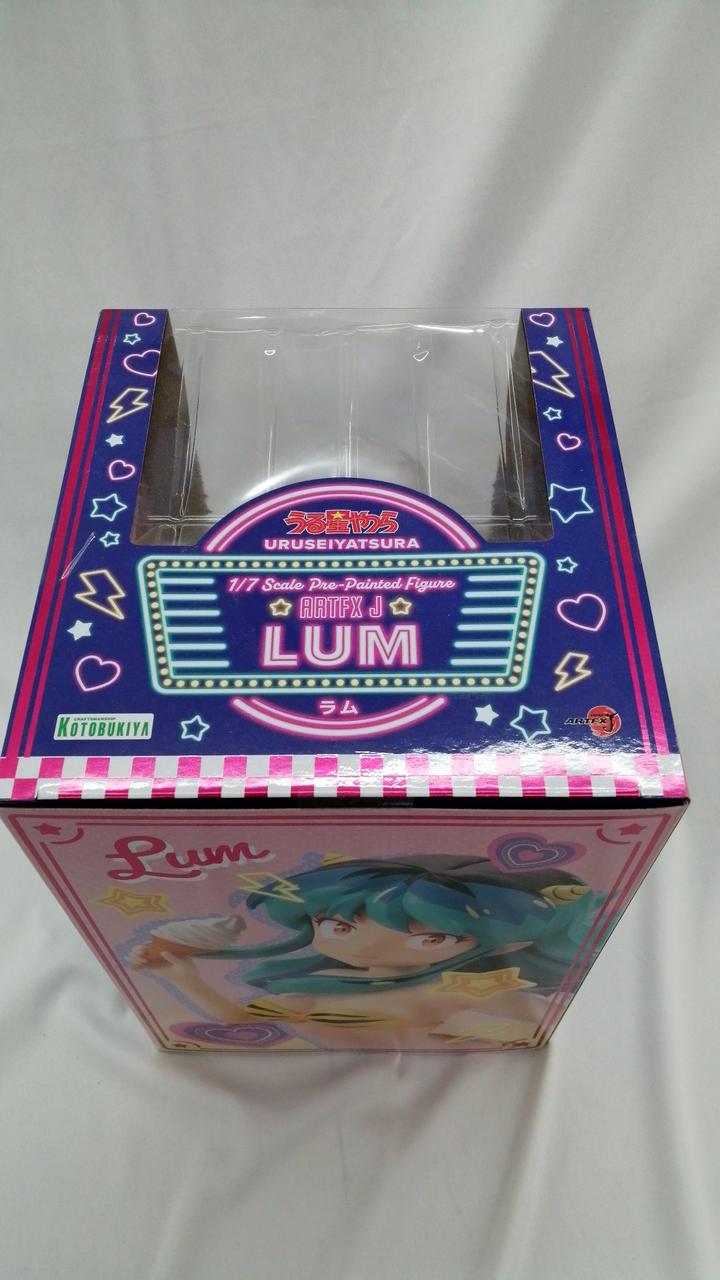 うる星やつら
URUSEIYATSURA
1/7 Scale Pre-Painted Figure
ARTFX J
LUM
ラム
CRAFTSMANSHIP
KOTOBUKIYA
ARTFX J
Lum